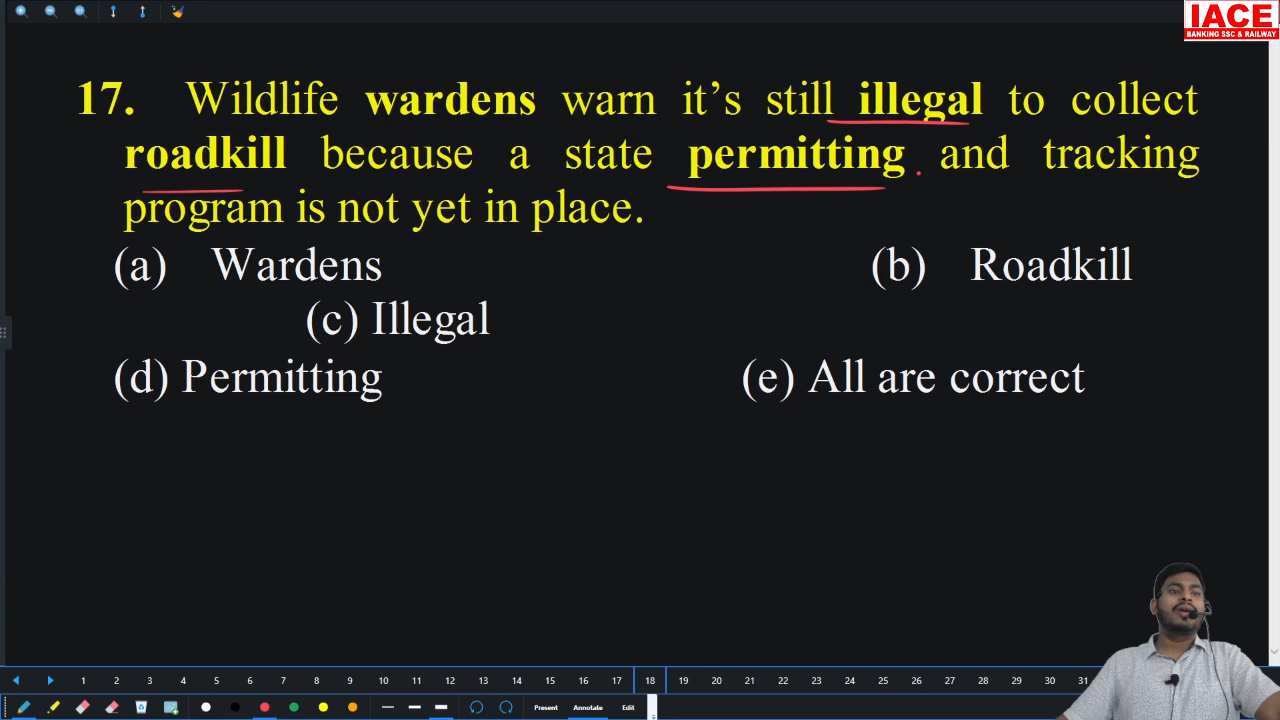 IACE
BANKING SSC & RAILWAY
17. Wildlife wardens warn it's still illegal to collect
roadkill because a state permitting and tracking
program is not yet in place.
(a) Wardens (b) Roadkill
(c) Illegal
(d) Permitting (e) All are correct
1 2 3 4 5 6 7 8 9 10 11 12 13 14 15 16 17 18 19 20 21 22 23 24 25 26 27 28 29 30 31
Present Annotate Edit